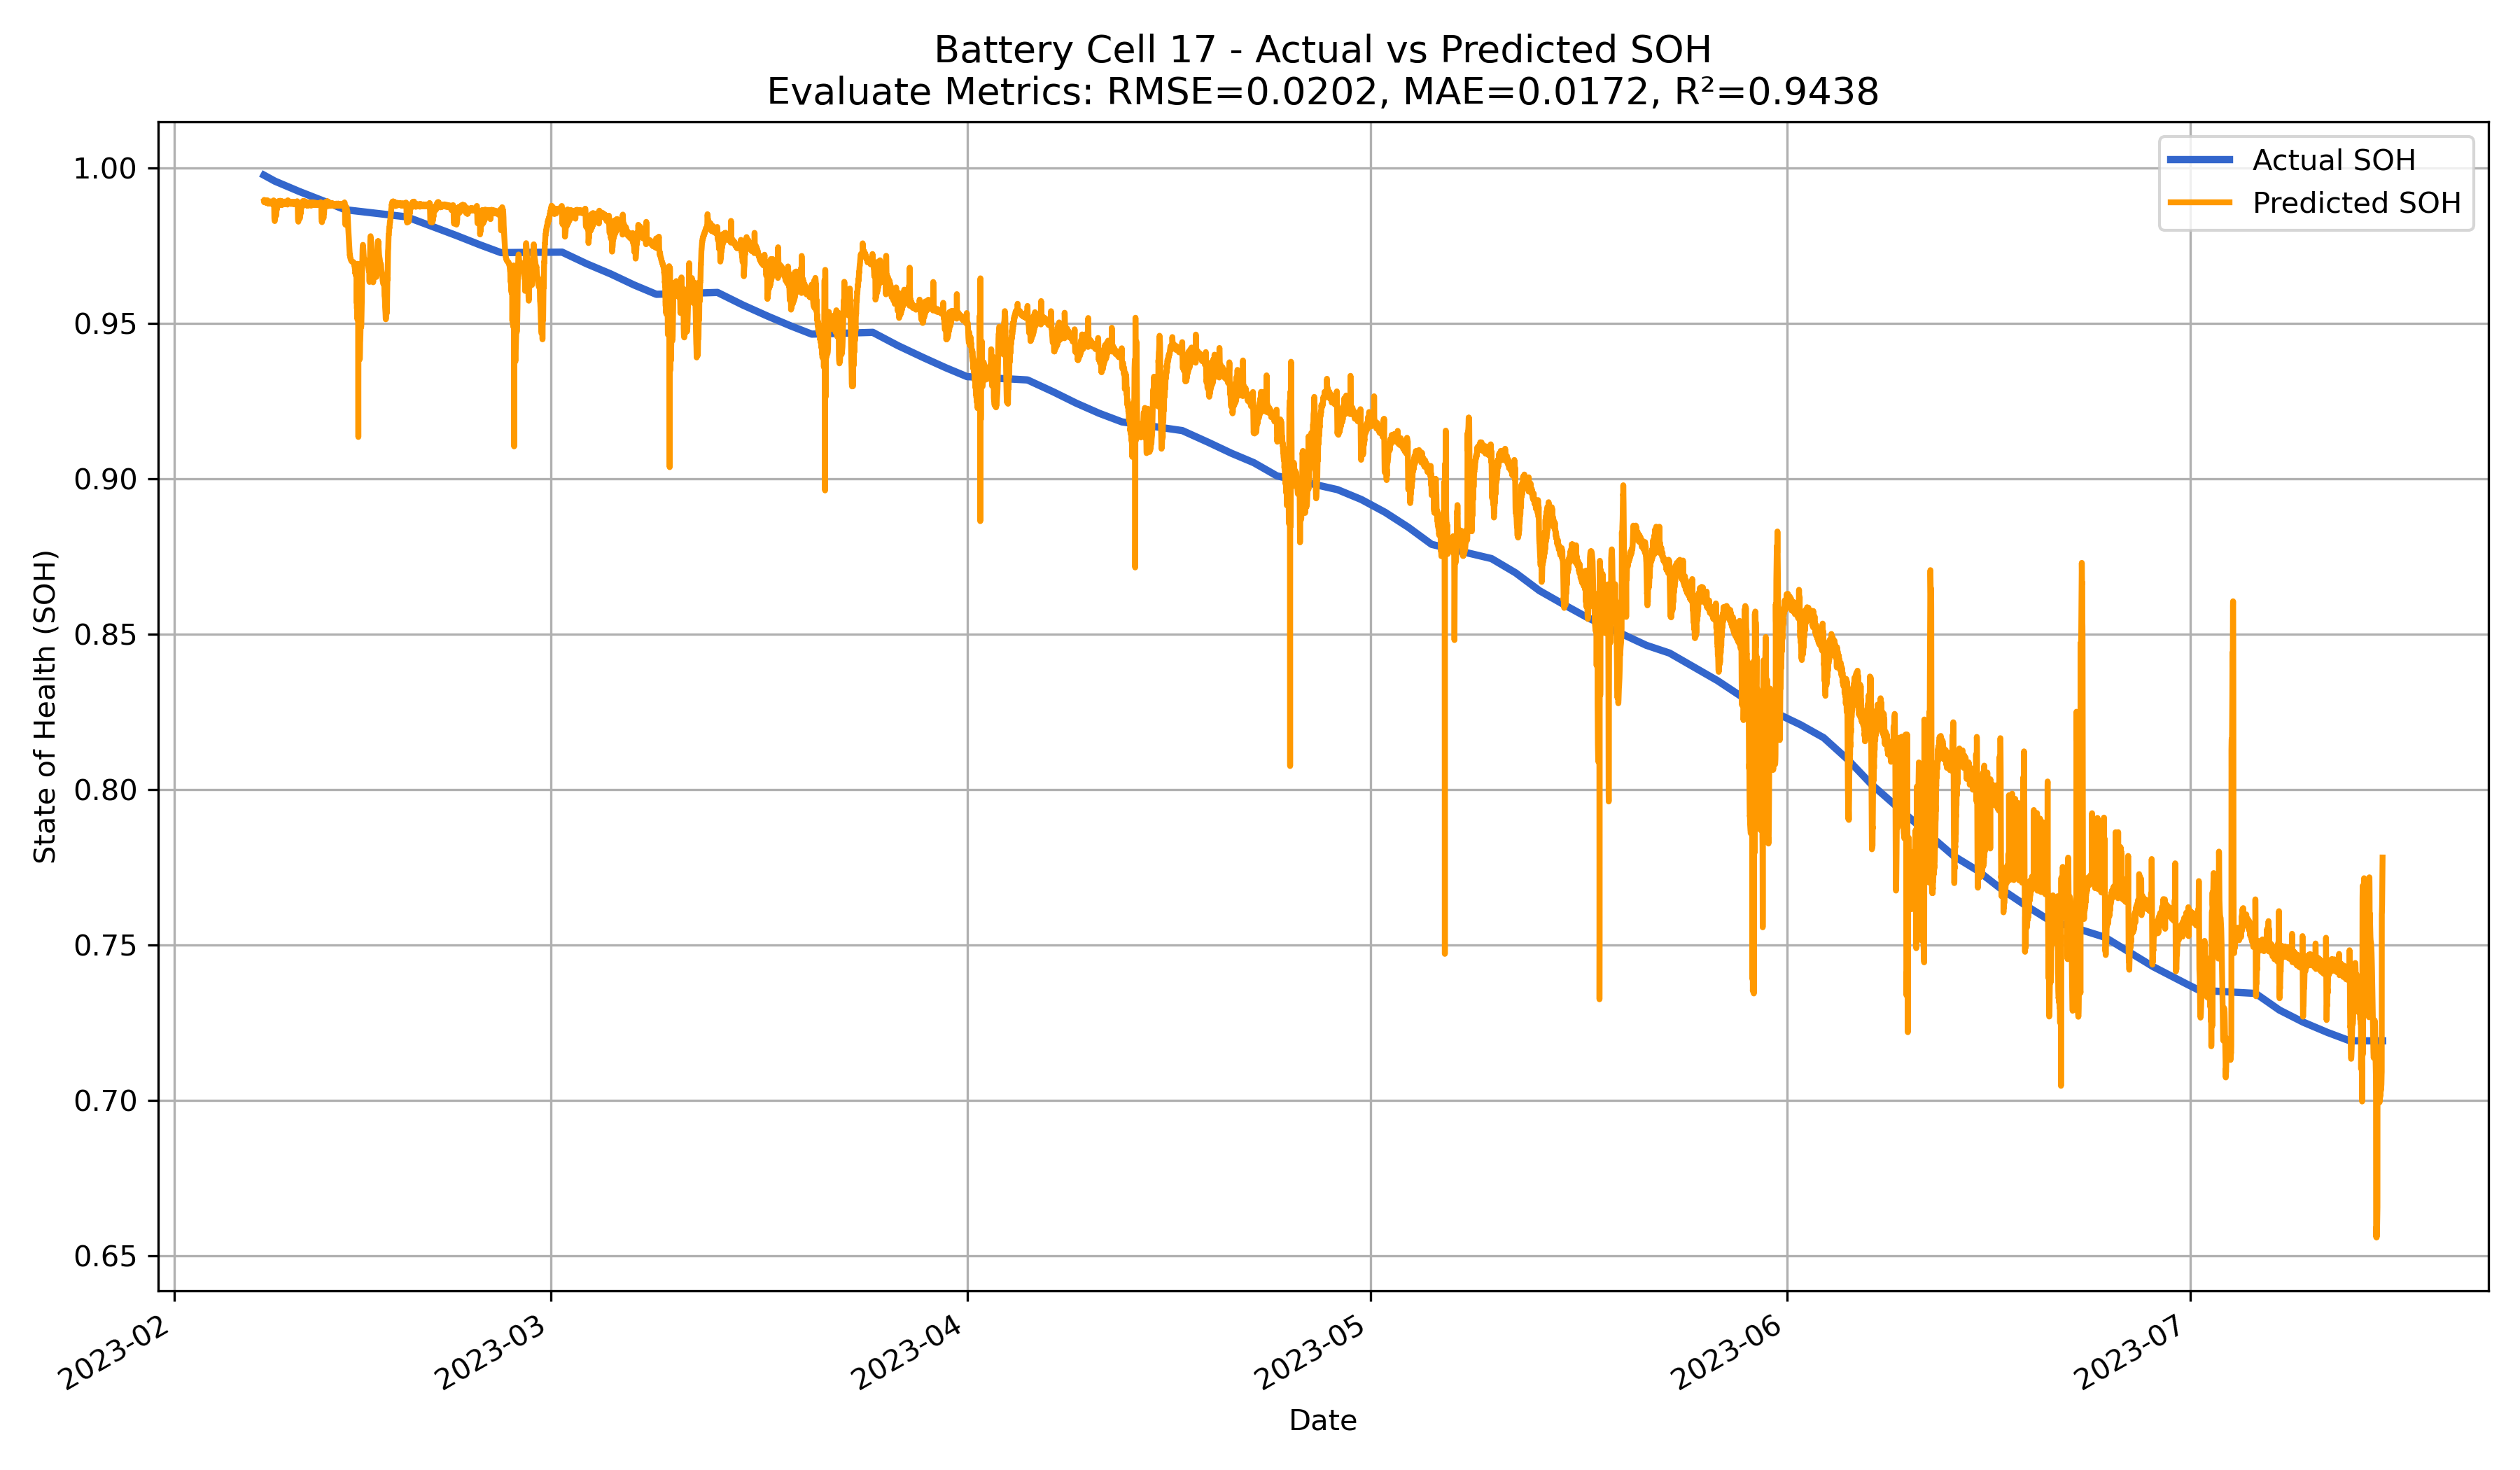 Battery Cell 17 - Actual vs Predicted SOH
Evaluate Metrics: RMSE=0.0202, MAE=0.0172, R²=0.9438
Actual SOH
Predicted SOH
State of Health (SOH)
1.00
0.95
0.90
0.85
0.80
0.75
0.70
0.65
2023-02
2023-03
2023-04
2023-05
2023-06
2023-07
Date